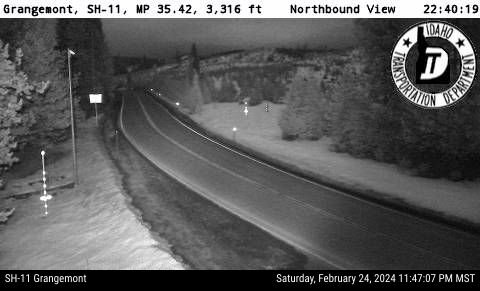 Grangemont, SH-11, MP 35.42, 3,316 ft Northbound View 22:40:19
IDAHO
TRANSPORTATION DEPARTMENT
SH-11 Grangemont Saturday, February 24, 2024 11:47:07 PM MST